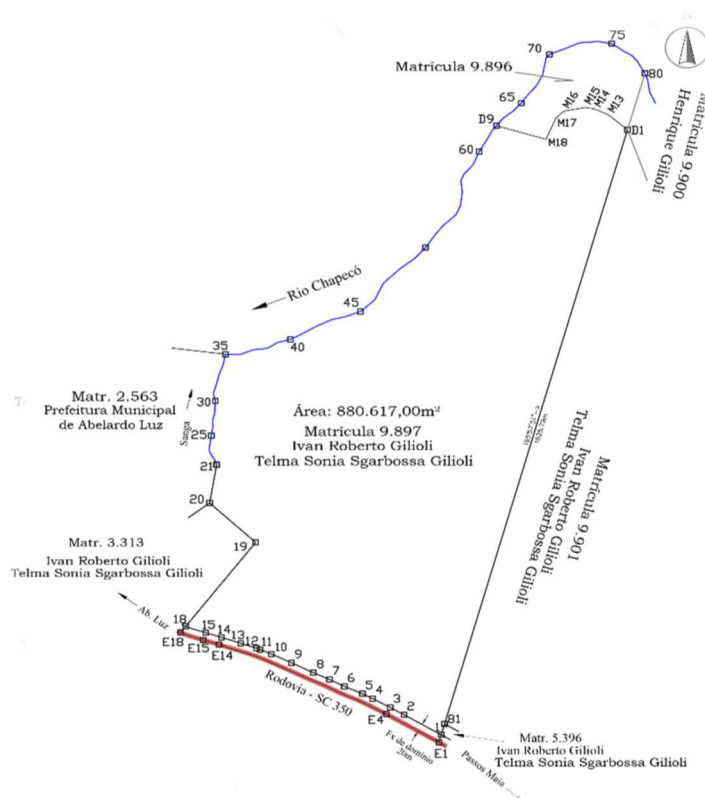 75
70
N
80
Matrícula 9.896
65
M16
M15
M14
M13
D9
M17
D1
M18
Matrícula 9.900
Henrique Gilioli
60
Rio Chapecó
45
35
40
Matr. 2.563
Prefeitura Municipal
de Abelardo Luz
30
Sanga
25
21
Área: 880.617,00m²
Matrícula 9.897
Ivan Roberto Gilioli
Telma Sonia Sgarbossa Gilioli
Matrícula 9.901
Ivan Roberto Gilioli
Telma Sonia Sgarbossa Gilioli
20
19
Matr. 3.313
Ivan Roberto Gilioli
Telma Sonia Sgarbossa Gilioli
Ab. Luz
18
E18
15
E15
14
E14
13
12
11
10
9
8
7
6
5
4
E4
3
2
1
B1
E1
Rodovia - SC 350
Fx de domínio
20m
Passos Maia
Matr. 5.396
Ivan Roberto Gilioli
Telma Sonia Sgarbossa Gilioli